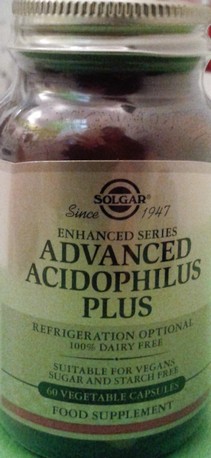 SOLGAR®
Since 1947
ENHANCED SERIES
ADVANCED
ACIDOPHILUS
PLUS
REFRIGERATION OPTIONAL
100% DAIRY FREE
SUITABLE FOR VEGANS
SUGAR AND STARCH FREE
60 VEGETABLE CAPSULES
FOOD SUPPLEMENT